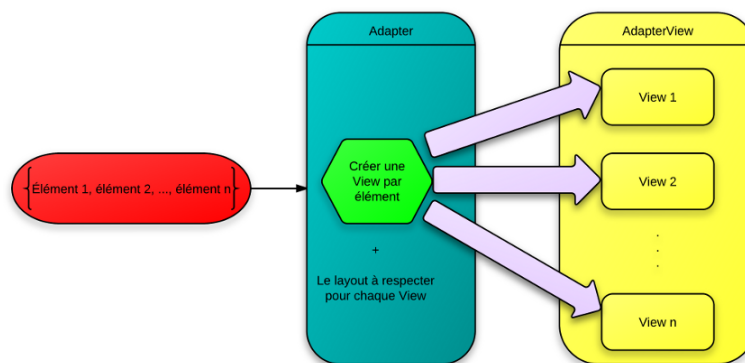 Adapter
AdapterView
View 1
Créer une
View par
élément
{Élément 1, élément 2, ..., élément n}
View 2
+
Le layout à respecter
pour chaque View
.
.
.
View n